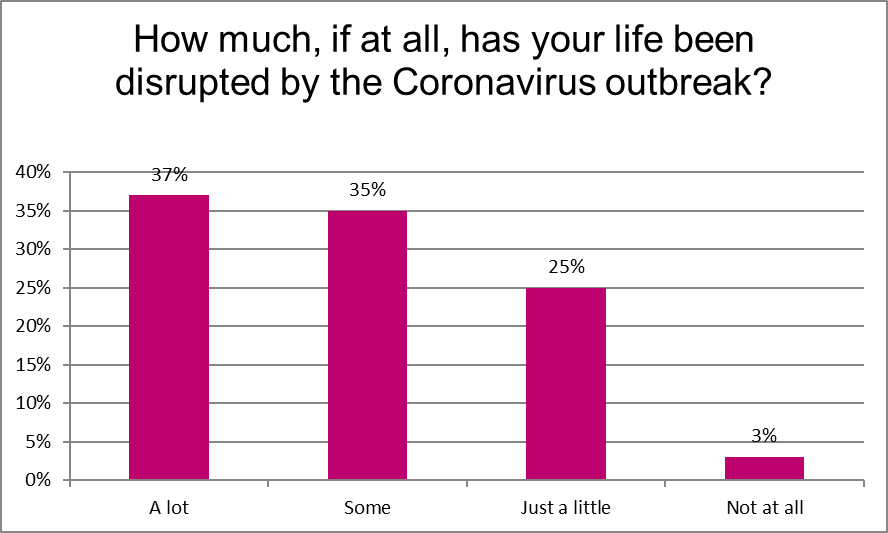 How much, if at all, has your life been
disrupted by the Coronavirus outbreak?
40%
35%
30%
25%
20%
15%
10%
5%
0%
37%
35%
25%
3%
A lot
Some
Just a little
Not at all